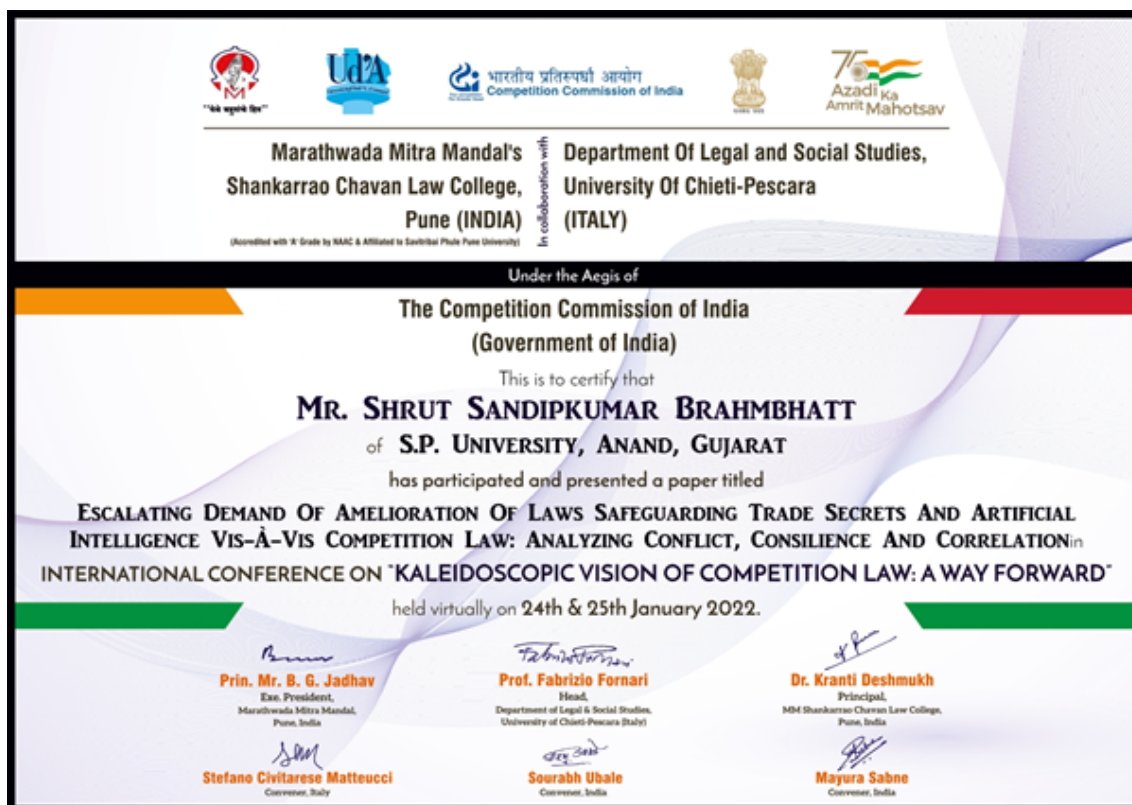 "येथे बहुतांचे हित"
Ud'A
भारतीय प्रतिस्पर्धा आयोग
Competition Commission of India
75
Azadi Ka
Amrit Mahotsav
Marathwada Mitra Mandal's
Shankarrao Chavan Law College,
Pune (INDIA)
(Accredited with 'A' Grade by NAAC & Affiliated to Savitribai Phule Pune University)
In collaboration with
Department Of Legal and Social Studies,
University Of Chieti-Pescara
(ITALY)
Under the Aegis of
The Competition Commission of India
(Government of India)
This is to certify that
MR. SHRUT SANDIPKUMAR BRAHMBHATT
of S.P. UNIVERSITY, ANAND, GUJARAT
has participated and presented a paper titled
ESCALATING DEMAND OF AMELIORATION OF LAWS SAFEGUARDING TRADE SECRETS AND ARTIFICIAL
INTELLIGENCE VIS-À-VIS COMPETITION LAW: ANALYZING CONFLICT, CONSILIENCE AND CORRELATION in
INTERNATIONAL CONFERENCE ON "KALEIDOSCOPIC VISION OF COMPETITION LAW: A WAY FORWARD"
held virtually on 24th & 25th January 2022.
Prin. Mr. B. G. Jadhav
Exe. President,
Marathwada Mitra Mandal,
Pune, India
Prof. Fabrizio Fornari
Head,
Department of Legal & Social Studies,
University of Chieti-Pescara (Italy)
Dr. Kranti Deshmukh
Principal,
MM Shankarrao Chavan Law College,
Pune, India
Stefano Civitarese Matteucci
Convener, Italy
Sourabh Ubale
Convener, India
Mayura Sabne
Convener, India